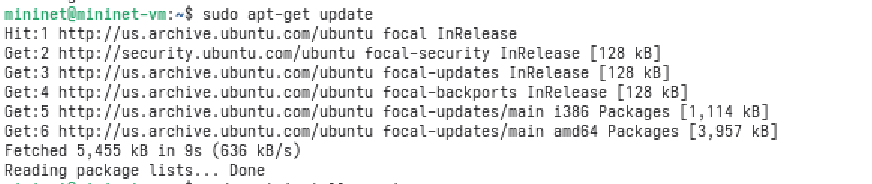 mininet@mininet-vm:~$ sudo apt-get update
Hit:1 http://us.archive.ubuntu.com/ubuntu focal InRelease
Get:2 http://security.ubuntu.com/ubuntu focal-security InRelease [128 kB]
Get:3 http://us.archive.ubuntu.com/ubuntu focal-updates InRelease [128 kB]
Get:4 http://us.archive.ubuntu.com/ubuntu focal-backports InRelease [128 kB]
Get:5 http://us.archive.ubuntu.com/ubuntu focal-updates/main i386 Packages [1,114 kB]
Get:6 http://us.archive.ubuntu.com/ubuntu focal-updates/main amd64 Packages [3,957 kB]
Fetched 5,455 kB in 9s (636 kB/s)
Reading package lists... Done